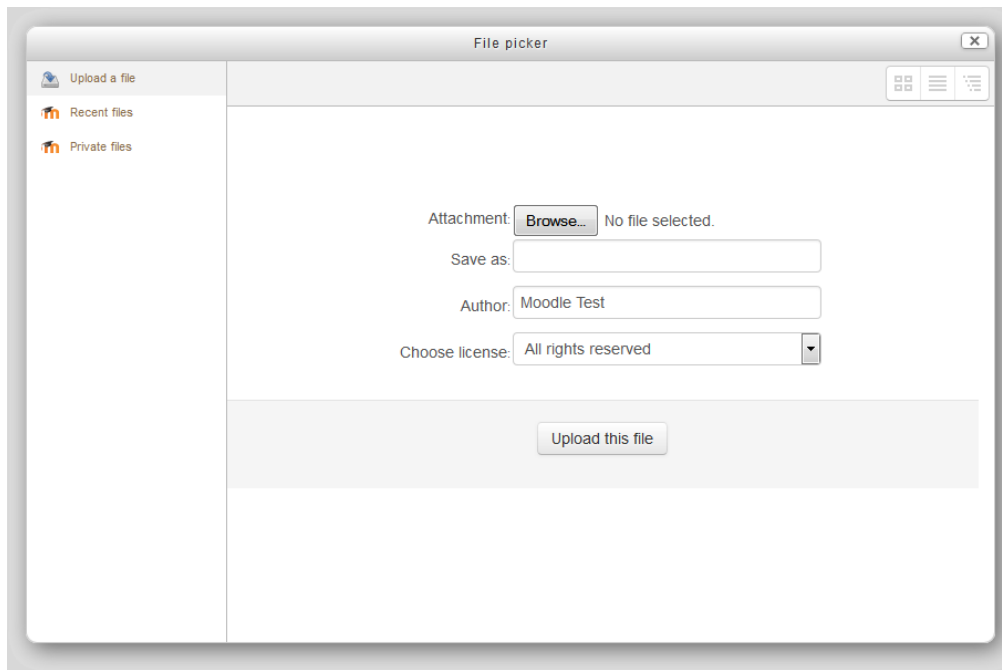 File picker
Upload a file
Recent files
Private files
Attachment: Browse... No file selected.
Save as:
Author: Moodle Test
Choose license: All rights reserved
Upload this file